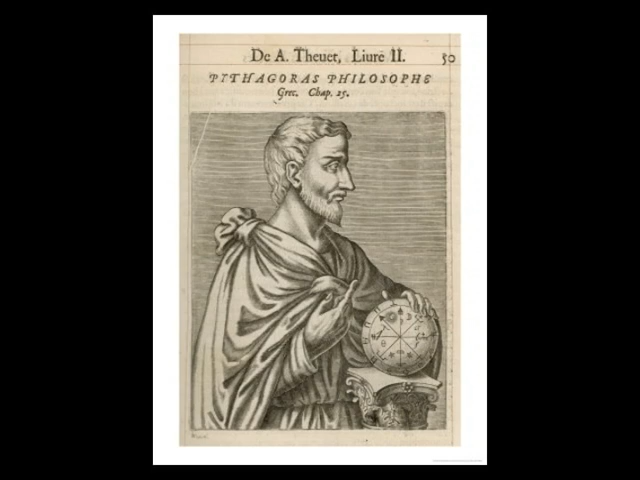 De A. Theuet, Liure II. 50
PYTHAGORAS PHILOSOPHE
Grec. Chap. 25.